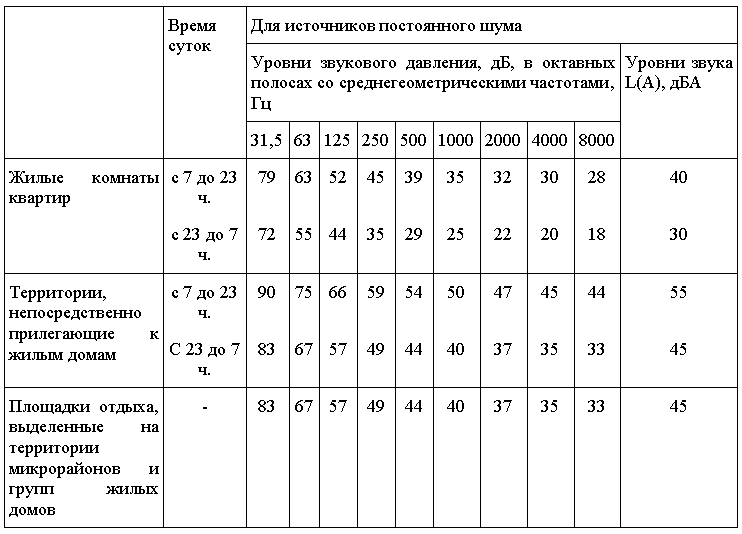 Время суток
Для источников постоянного шума
Уровни звукового давления, дБ, в октавных
полосах со среднегеометрическими частотами,
Гц
Уровни звука
L(A), дБА
31,5 63 125 250 500 1000 2000 4000 8000
Жилые комнаты
квартир
с 7 до 23
ч.
79 63 52 45 39 35 32 30 28 40
с 23 до 7
ч.
72 55 44 35 29 25 22 20 18 30
Территории,
непосредственно
прилегающие к
жилым домам
с 7 до 23
ч.
90 75 66 59 54 50 47 45 44 55
С 23 до 7
ч.
83 67 57 49 44 40 37 35 33 45
Площадки отдыха,
выделенные на
территории
микрорайонов и
групп жилых
домов
- 83 67 57 49 44 40 37 35 33 45